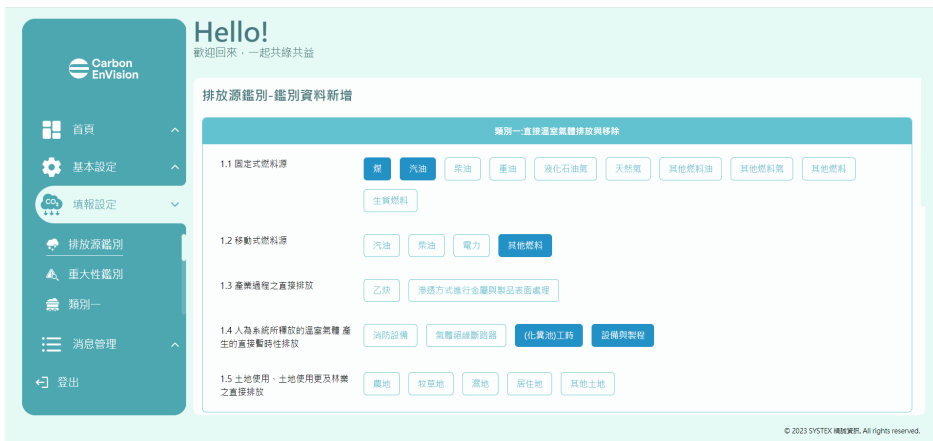 Carbon
EnVision
Hello!
歡迎回來，一起共綠共益
首頁
基本設定
CO₂
填報設定
排放源鑑別
重大性鑑別
類別一
消息管理
登出
排放源鑑別-鑑別資料新增
類別一:直接溫室氣體排放與移除
1.1 固定式燃料源
煤 汽油 柴油 重油 液化石油氣 天然氣 其他燃料油 其他燃料氣 其他燃料
生質燃料
1.2 移動式燃料源
汽油 柴油 電力 其他燃料
1.3 產業過程之直接排放
乙炔 滲透方式進行金屬與製品表面處理
1.4 人為系統所釋放的溫室氣體 產
生的直接暫時性排放
消防設備 氣體絕緣斷路器 (化糞池)工時 設備與製程
1.5 土地使用、土地使用更及林業
之直接排放
農地 牧草地 濕地 居住地 其他土地
© 2023 SYSTEX 精誠資訊. All rights reserved.